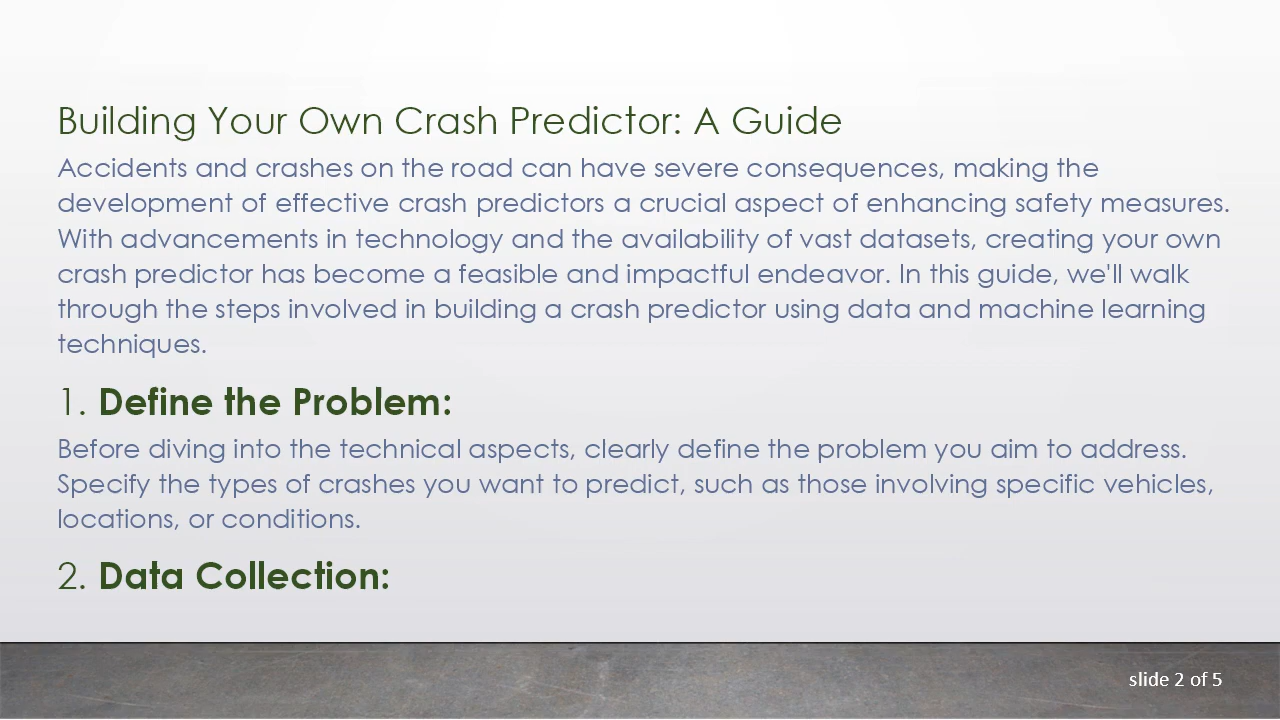 Building Your Own Crash Predictor: A Guide
Accidents and crashes on the road can have severe consequences, making the
development of effective crash predictors a crucial aspect of enhancing safety measures.
With advancements in technology and the availability of vast datasets, creating your own
crash predictor has become a feasible and impactful endeavor. In this guide, we'll walk
through the steps involved in building a crash predictor using data and machine learning
techniques.
1. Define the Problem:
Before diving into the technical aspects, clearly define the problem you aim to address.
Specify the types of crashes you want to predict, such as those involving specific vehicles,
locations, or conditions.
2. Data Collection:
slide 2 of 5